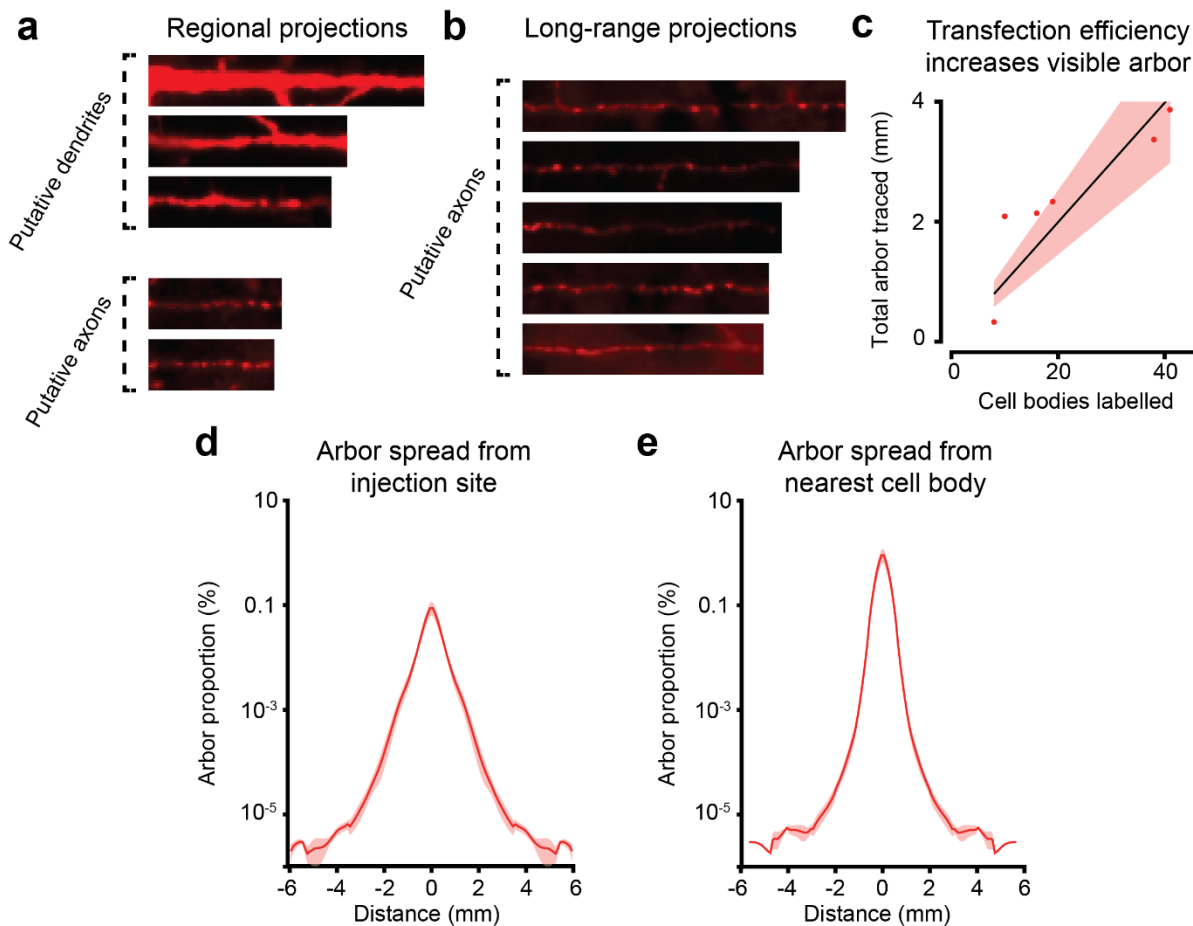 a
Regional projections
Putative dendrites
Putative axons
b
Long-range projections
Putative axons
c
Transfection efficiency
increases visible arbor
Total arbor traced (mm)
4
2
0
0
20
40
Cell bodies labelled
d
Arbor spread from
injection site
Arbor proportion (%)
10
0.1
10-3
10-5
-6
-4
-2
0
2
4
6
Distance (mm)
e
Arbor spread from
nearest cell body
Arbor proportion (%)
10
0.1
10-3
10-5
-6
-4
-2
0
2
4
6
Distance (mm)